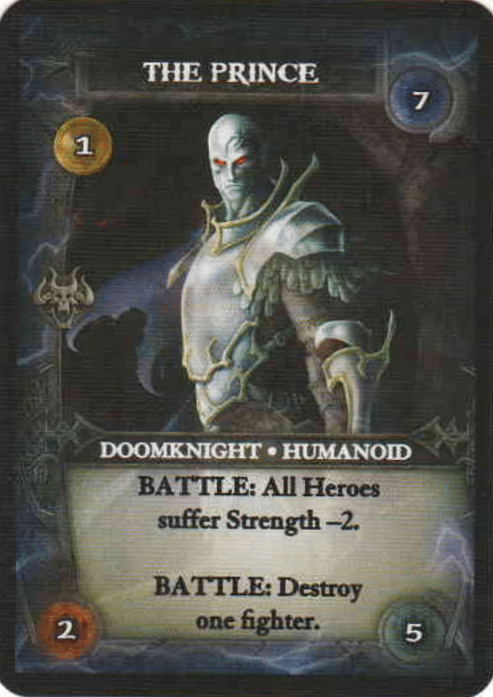 THE PRINCE
7
1
DOOMKNIGHT • HUMANOID
BATTLE: All Heroes
suffer Strength –2.
BATTLE: Destroy
one fighter.
2
5